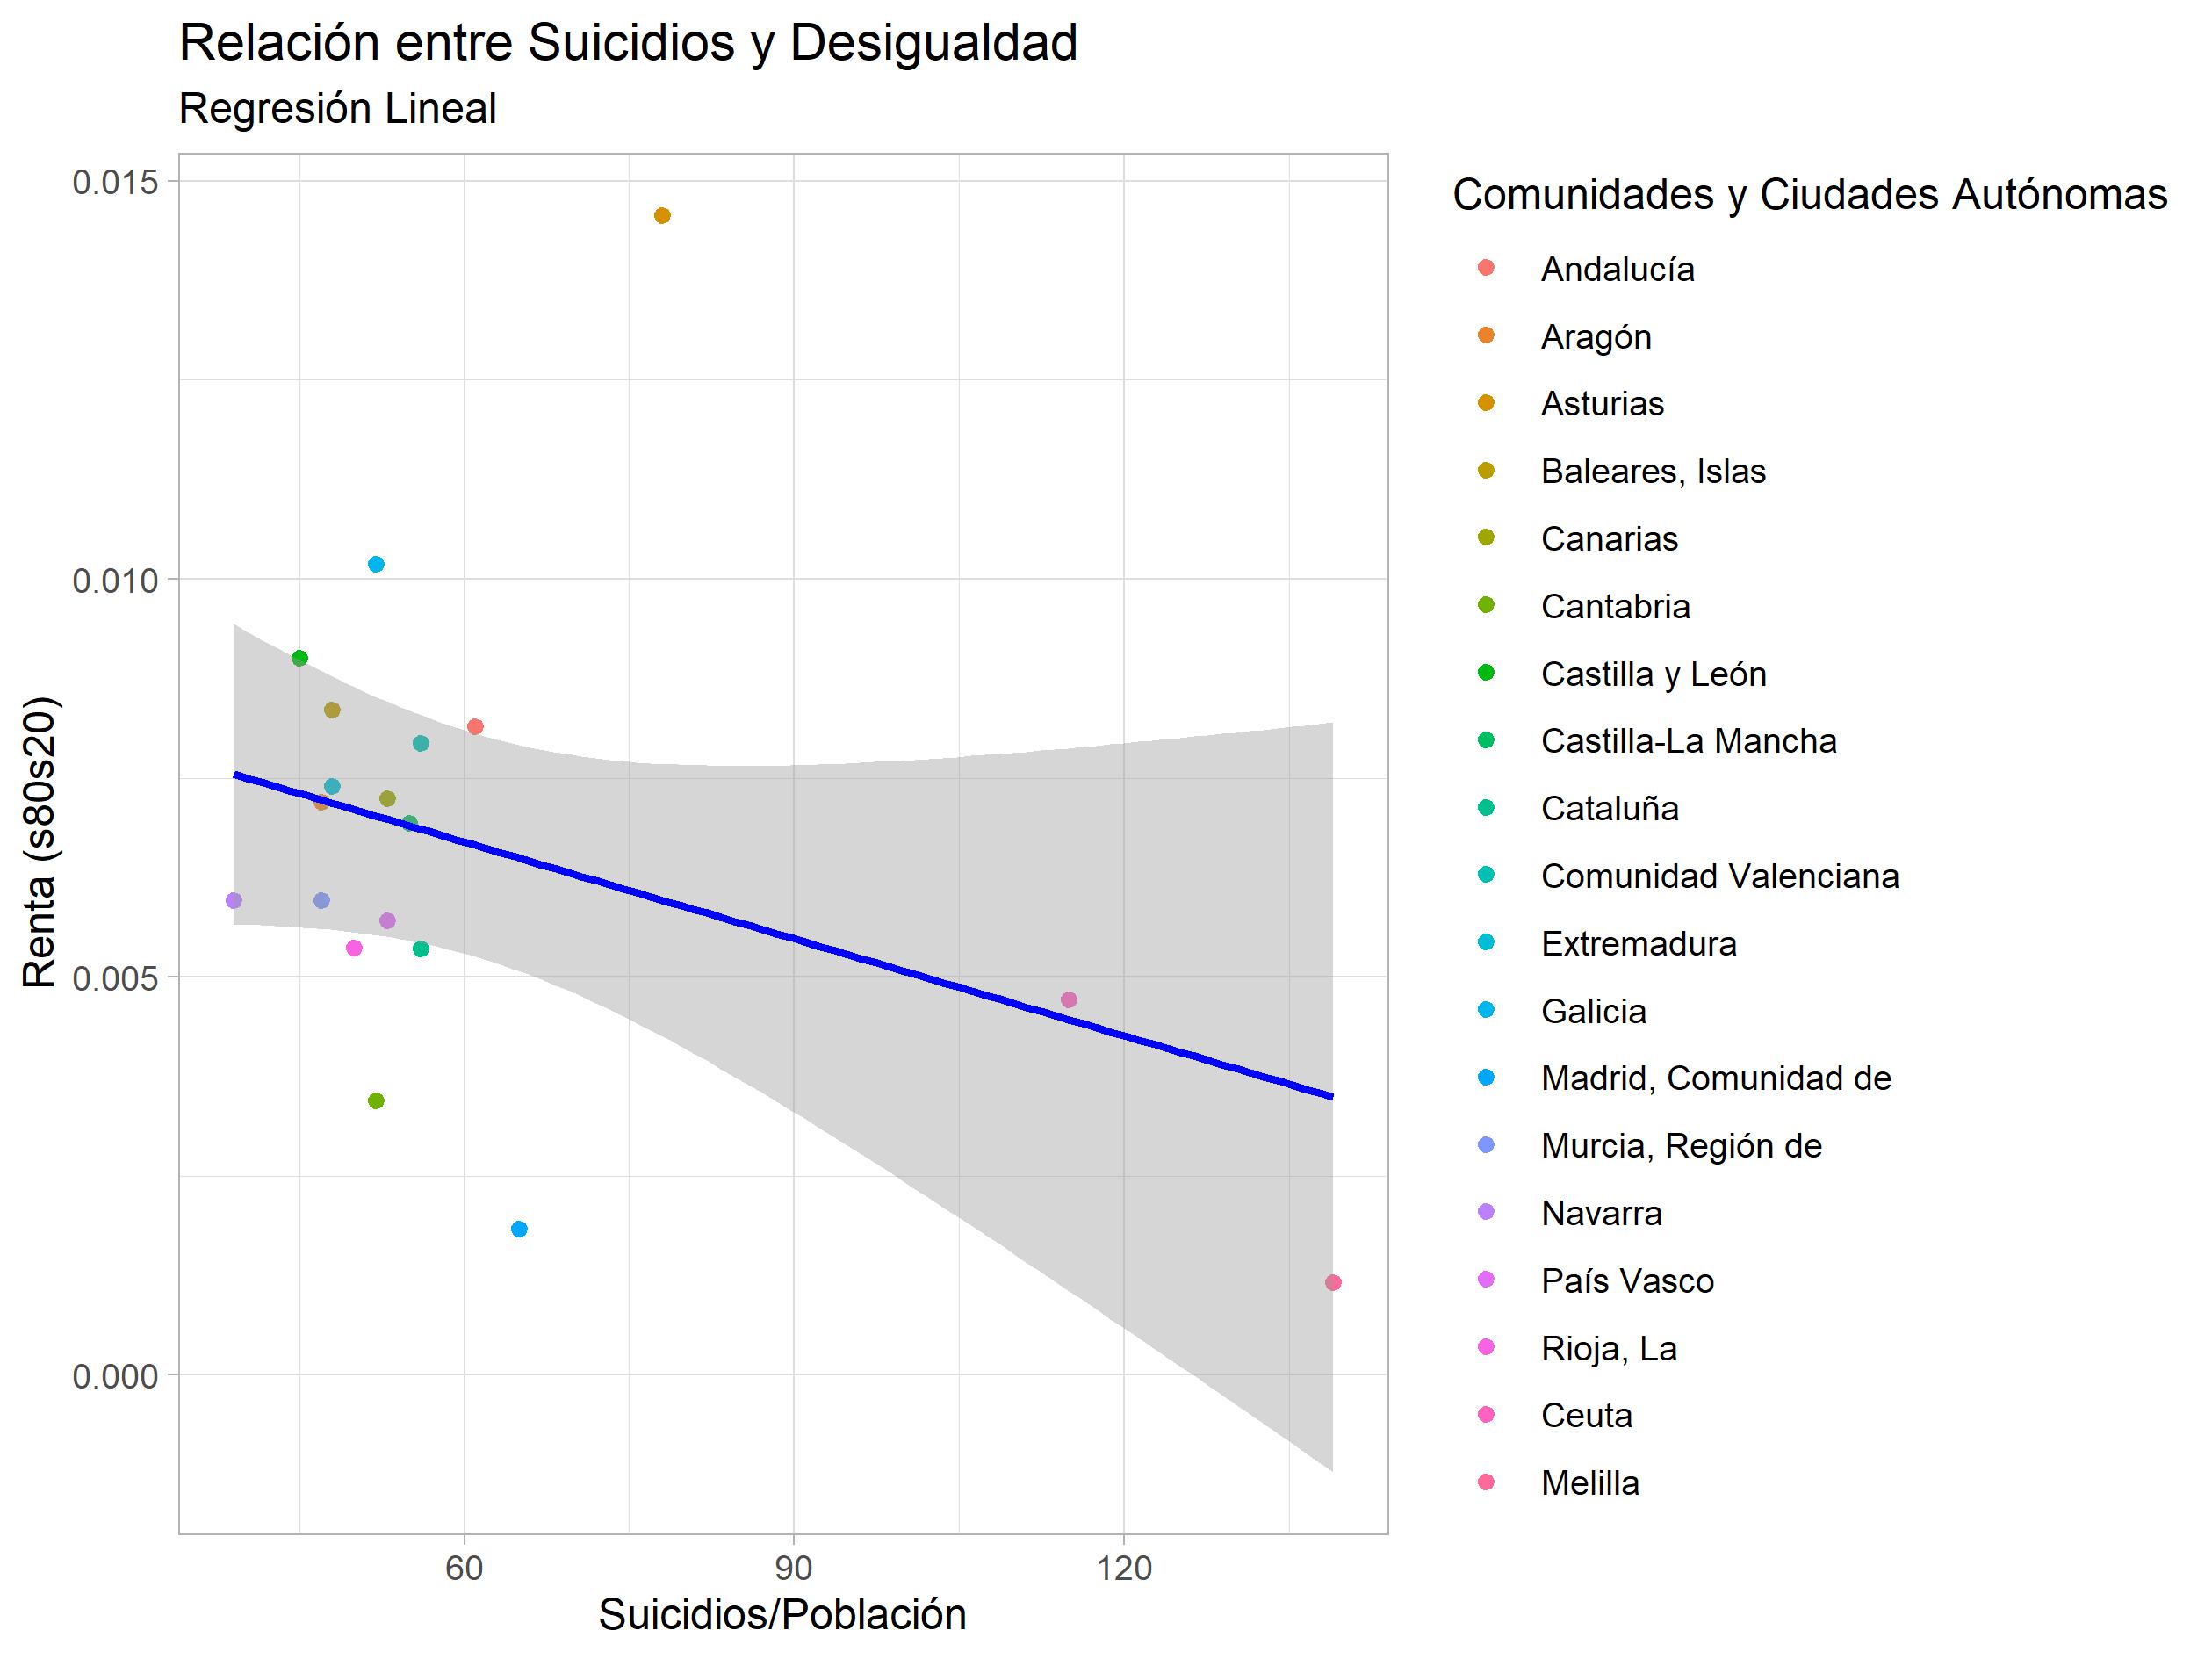 Relación entre Suicidios y Desigualdad
Regresión Lineal
0.015
0.010
0.005
0.000
Renta (s80s20)
60
90
120
Suicidios/Población
Comunidades y Ciudades Autónomas
Andalucía
Aragón
Asturias
Baleares, Islas
Canarias
Cantabria
Castilla y León
Castilla-La Mancha
Cataluña
Comunidad Valenciana
Extremadura
Galicia
Madrid, Comunidad de
Murcia, Región de
Navarra
País Vasco
Rioja, La
Ceuta
Melilla